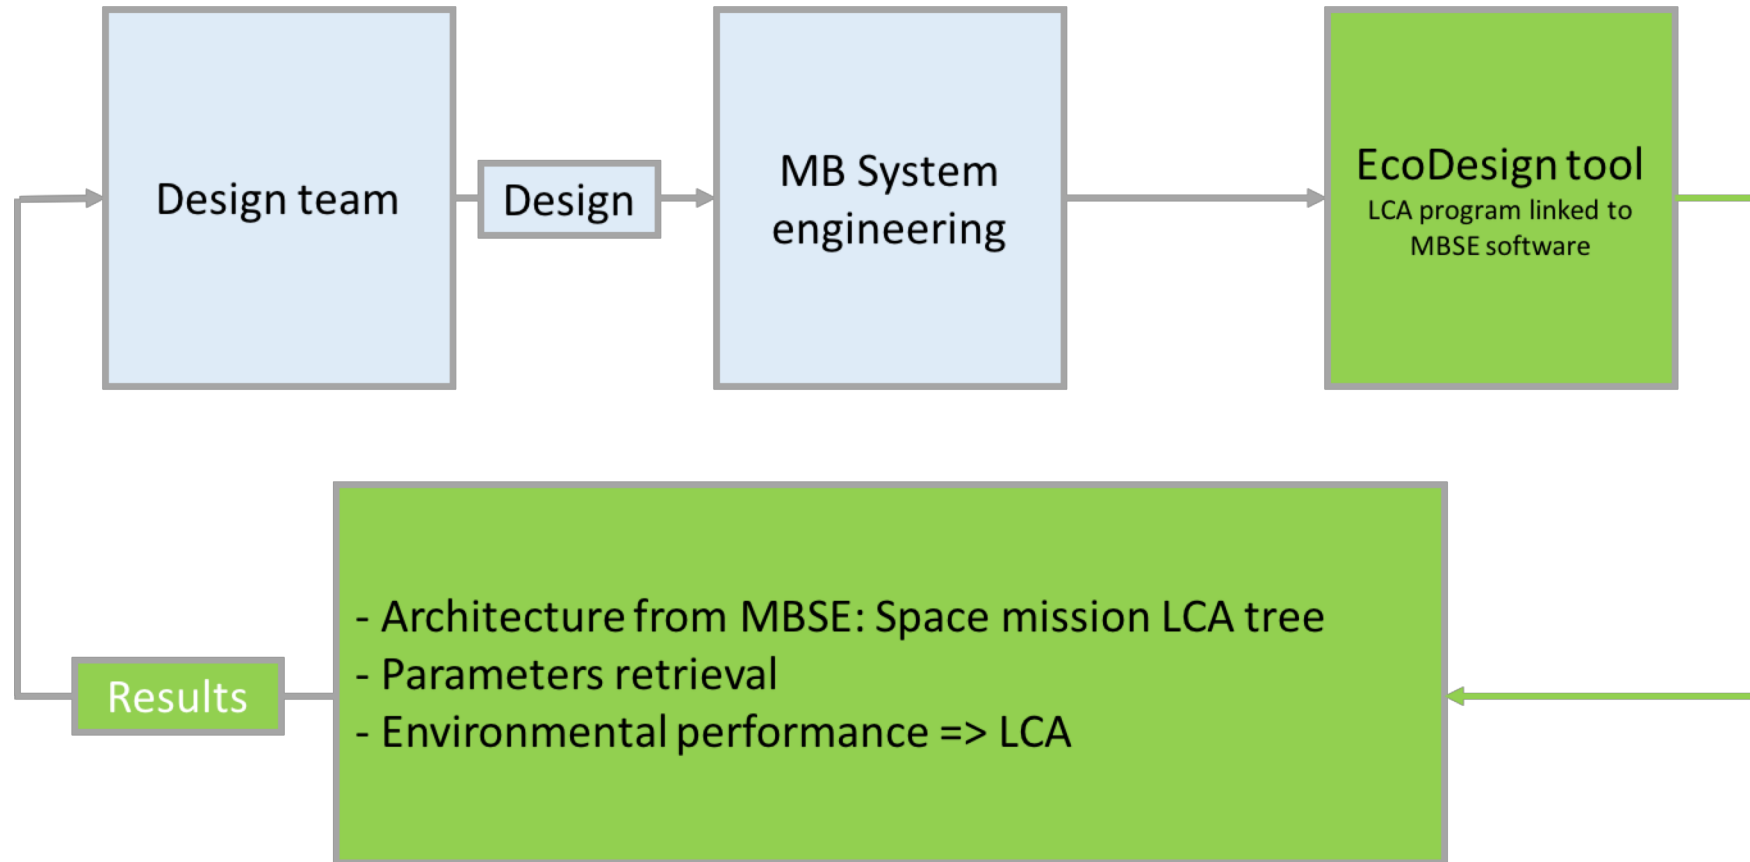 Design team
Design
MB System
engineering
EcoDesign tool
LCA program linked to
MBSE software
- Architecture from MBSE: Space mission LCA tree
- Parameters retrieval
- Environmental performance => LCA
Results